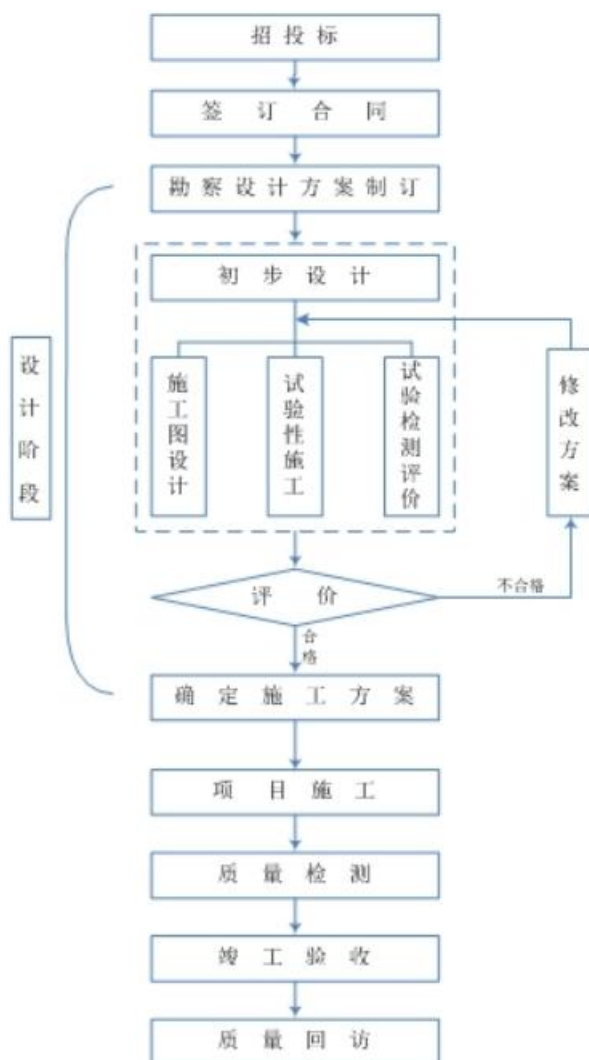 招投标
签订合同
勘察设计方案制订
初步设计
施工图设计
试验性施工
试验检测评价
修改方案
设计阶段
评价
不合格
合格
确定施工方案
项目施工
质量检测
竣工验收
质量回访